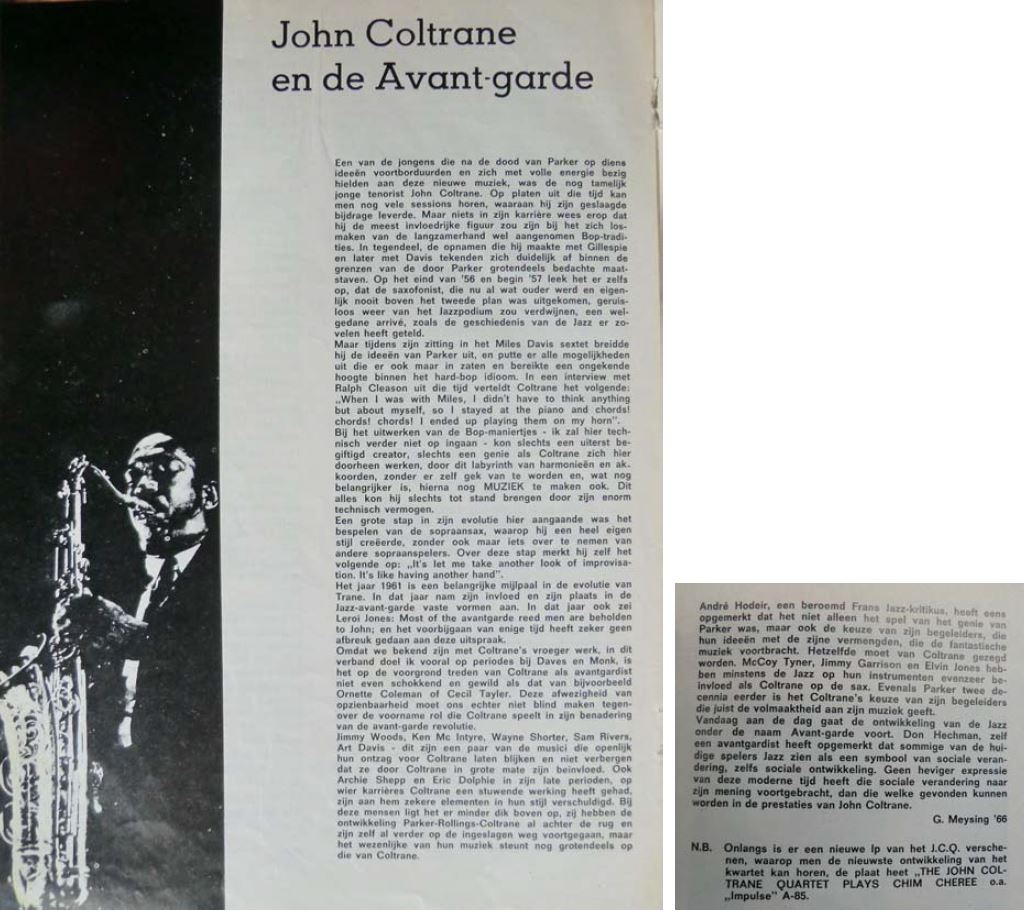 John Coltrane
en de Avant-garde
Een van de jongens die na de dood van Parker op diens
ideeën voortborduurden en zich met volle energie bezig
hielden aan deze nieuwe muziek, was de nog tamelijk
jonge tenorist John Coltrane. Op platen uit die tijd kan
men nog vele sessions horen, waaraan hij zijn geslaagde
bijdrage leverde. Maar niets in zijn karrière wees erop dat
hij de meest invloedrijke figuur zou zijn bij het zich los-
maken van de langzamerhand wel aangenomen Bop-tradi-
ties. In tegendeel, de opnamen die hij maakte met Gillespie
en later met Davis tekenden zich duidelijk af binnen de
grenzen van de door Parker grotendeels bedachte maat-
staven. Op het eind van '56 en begin '57 leek het er zelfs
op, dat de saxofonist, die nu al wat ouder werd en eigen-
lijk nooit boven het tweede plan was uitgekomen, geruis-
loos weer van het Jazzpodium zou verdwijnen, een wel-
gedane arrivé, zoals de geschiedenis van de Jazz er zo-
velen heeft geteld.
Maar tijdens zijn zitting in het Miles Davis sextet breidde
hij de ideeën van Parker uit, en putte er alle mogelijkheden
uit die er ook maar in zaten en bereikte een ongekende
hoogte binnen het hard-bop idioom. In een interview met
Ralph Cleason uit die tijd verteldt Coltrane het volgende:
„When I was with Miles, I didn't have to think anything
but about myself, so I stayed at the piano and chords!
chords! chords! I ended up playing them on my horn".
Bij het uitwerken van de Bop-maniertjes - ik zal hier tech-
nisch verder niet op ingaan - kon slechts een uiterst be-
giftigd creator, slechts een genie als Coltrane zich hier
doorheen werken, door dit labyrinth van harmonieën en ak-
koorden, zonder er zelf gek van te worden en, wat nog
belangrijker is, hierna nog MUZIEK te maken ook. Dit
alles kon hij slechts tot stand brengen door zijn enorm
technisch vermogen.
Een grote stap in zijn evolutie hier aangaande was het
bespelen van de sopraansax, waarop hij een heel eigen
stijl creëerde, zonder ook maar iets over te nemen van
andere sopraanspelers. Over deze stap merkt hij zelf het
volgende op: „It's let me take another look of improvisa-
tion. It's like having another hand".
Het jaar 1961 is een belangrijke mijlpaal in de evolutie van
Trane. In dat jaar nam zijn invloed en zijn plaats in de
Jazz-avant-garde vaste vormen aan. In dat jaar ook zei
Leroi Jones: Most of the avantgarde reed men are beholden
to John; en het voorbijgaan van enige tijd heeft zeker geen
afbreuk gedaan aan deze uitspraak.
Omdat we bekend zijn met Coltrane's vroeger werk, in dit
verband doel ik vooral op periodes bij Daves en Monk, is
het op de voorgrond treden van Coltrane als avantgardist
niet even schokkend en gewild als dat van bijvoorbeeld
Ornette Coleman of Cecil Tayler. Deze afwezigheid van
opzienbaarheid moet ons echter niet blind maken tegen-
over de voorname rol die Coltrane speelt in zijn benadering
van de avant-garde revolutie.
Jimmy Woods, Ken Mc Intyre, Wayne Shorter, Sam Rivers,
Art Davis - dit zijn een paar van de musici die openlijk
hun ontzag voor Coltrane laten blijken en niet verbergen
dat ze door Coltrane in grote mate zijn beïnvloed. Ook
Archie Shepp en Eric Dolphie in zijn late perioden, op
wier karrières Coltrane een stuwende werking heeft gehad,
zijn aan hem zekere elementen in hun stijl verschuldigd. Bij
deze mensen ligt het er minder dik boven op, zij hebben de
ontwikkeling Parker-Rollings-Coltrane al achter de rug en
zijn zelf al verder op de ingeslagen weg voortgegaan, maar
het wezenlijke van hun muziek steunt nog grotendeels op
die van Coltrane.
André Hodeir, een beroemd Frans Jazz-kritikus, heeft eens
opgemerkt dat het niet alleen het spel van het genie van
Parker was, maar ook de keuze van zijn begeleiders, die
hun ideeën met de zijne vermengden, die de fantastische
muziek voortbracht. Hetzelfde moet van Coltrane gezegd
worden. McCoy Tyner, Jimmy Garrison en Elvin Jones heb-
ben minstens de Jazz op hun instrumenten evenzeer be-
invloed als Coltrane op de sax. Evenals Parker twee de-
cennia eerder is het Coltrane's keuze van zijn begeleiders
die juist de volmaaktheid aan zijn muziek geeft.
Vandaag aan de dag gaat de ontwikkeling van de Jazz
onder de naam Avant-garde voort. Don Hechman, zelf
een avantgardist heeft opgemerkt dat sommige van de hui-
dige spelers Jazz zien als een symbool van sociale veran-
dering, zelfs sociale ontwikkeling. Geen heviger expressie
van deze moderne tijd heeft die sociale verandering naar
zijn mening voortgebracht, dan die welke gevonden kunnen
worden in de prestaties van John Coltrane.
G. Meysing '66
N.B. Onlangs is er een nieuwe lp van het J.C.Q. versche-
nen, waarop men de nieuwste ontwikkeling van het
kwartet kan horen, de plaat heet „THE JOHN COL-
TRANE QUARTET PLAYS CHIM CHEREE o.a.
„Impulse" A-85.